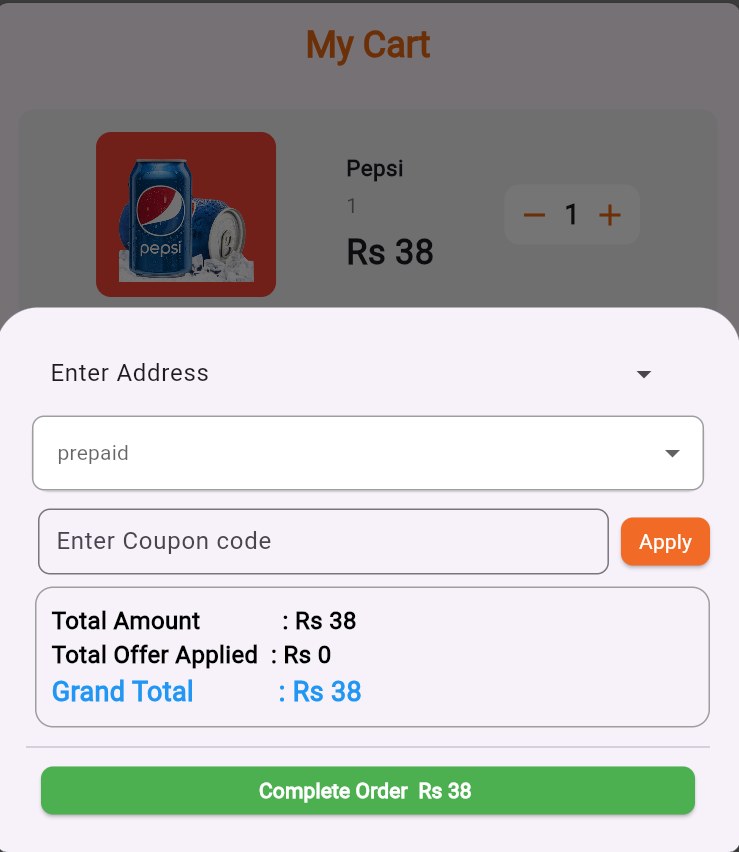 My Cart
Pepsi
1
pepsi
Rs 38
1
Enter Address
prepaid
Enter Coupon code
Apply
Total Amount : Rs 38
Total Offer Applied : Rs 0
Grand Total : Rs 38
Complete Order Rs 38